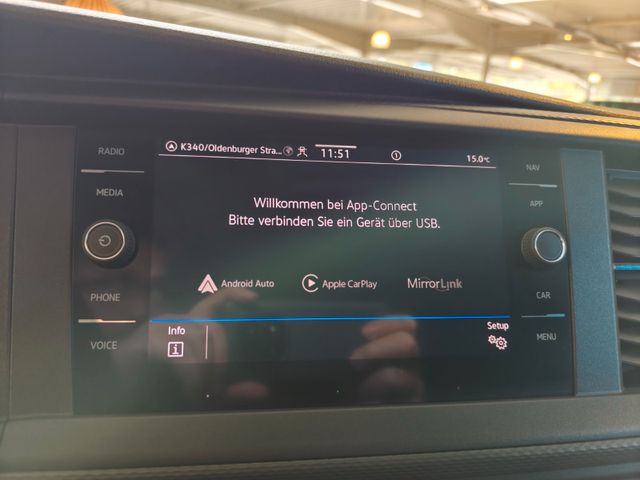 RADIO
MEDIA
PHONE
VOICE
K340/Oldenburger Stra...
11:51
1
15.0°C
Willkommen bei App-Connect
Bitte verbinden Sie ein Gerät über USB.
Android Auto
Apple CarPlay
MirrorLink
Info
i
Setup
NAV
APP
CAR
MENU